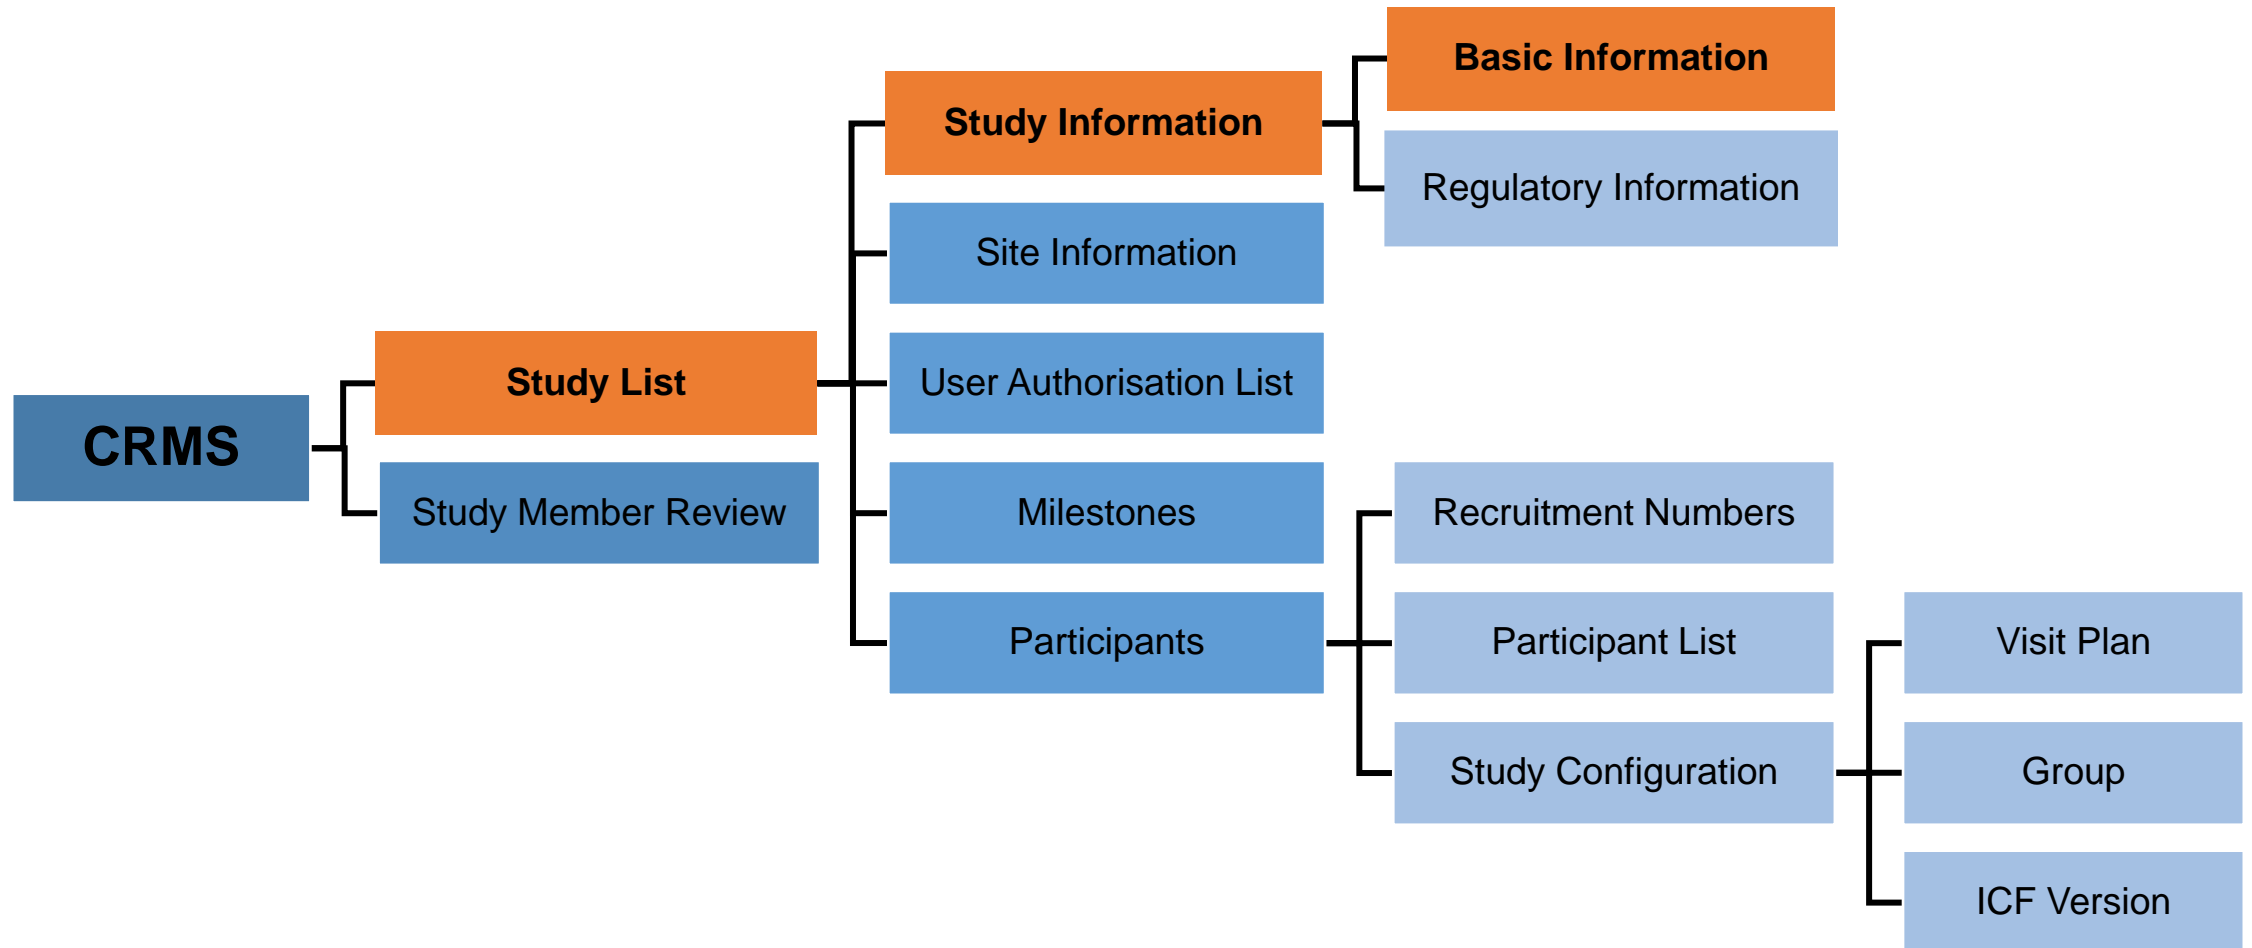 CRMS
Study List
Study Member Review
Study Information
Site Information
User Authorisation List
Milestones
Participants
Basic Information
Regulatory Information
Recruitment Numbers
Participant List
Study Configuration
Visit Plan
Group
ICF Version